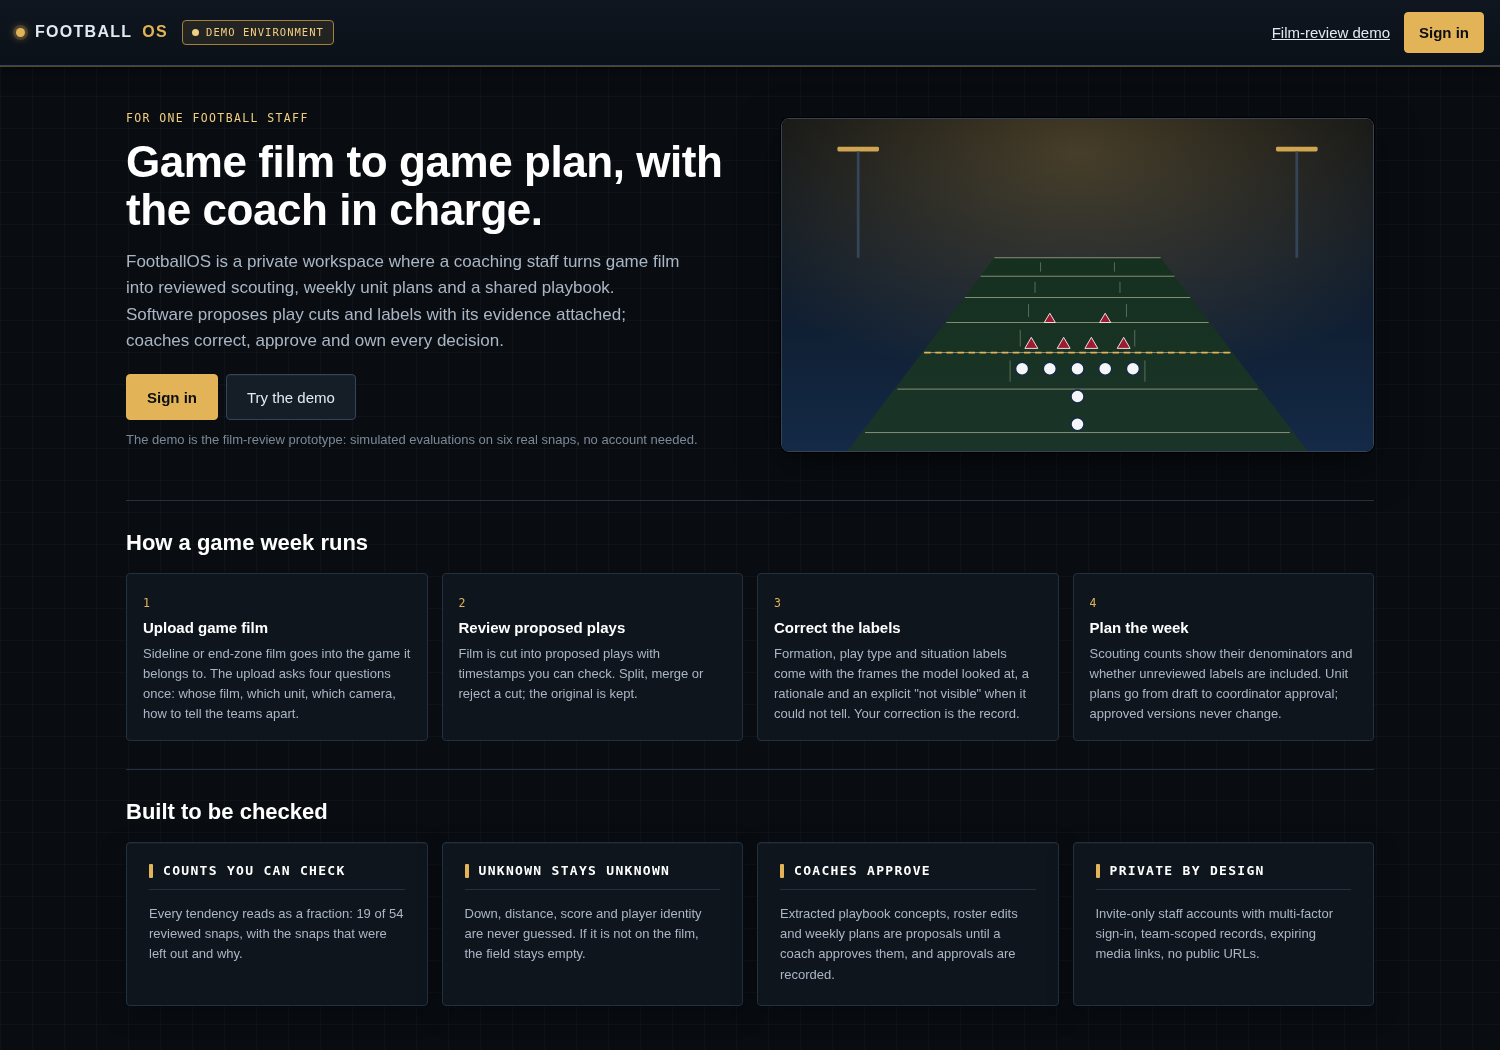 FOOTBALL OS
DEMO ENVIRONMENT
Film-review demo
Sign in
FOR ONE FOOTBALL STAFF
Game film to game plan, with
the coach in charge.
FootballOS is a private workspace where a coaching staff turns game film
into reviewed scouting, weekly unit plans and a shared playbook.
Software proposes play cuts and labels with its evidence attached;
coaches correct, approve and own every decision.
Sign in
Try the demo
The demo is the film-review prototype: simulated evaluations on six real snaps, no account needed.
How a game week runs
1
Upload game film
Sideline or end-zone film goes into the game it
belongs to. The upload asks four questions
once: whose film, which unit, which camera,
how to tell the teams apart.
2
Review proposed plays
Film is cut into proposed plays with
timestamps you can check. Split, merge or
reject a cut; the original is kept.
3
Correct the labels
Formation, play type and situation labels
come with the frames the model looked at, a
rationale and an explicit "not visible" when it
could not tell. Your correction is the record.
4
Plan the week
Scouting counts show their denominators and
whether unreviewed labels are included. Unit
plans go from draft to coordinator approval;
approved versions never change.
Built to be checked
COUNTS YOU CAN CHECK
Every tendency reads as a fraction: 19 of 54
reviewed snaps, with the snaps that were
left out and why.
UNKNOWN STAYS UNKNOWN
Down, distance, score and player identity
are never guessed. If it is not on the film,
the field stays empty.
COACHES APPROVE
Extracted playbook concepts, roster edits
and weekly plans are proposals until a
coach approves them, and approvals are
recorded.
PRIVATE BY DESIGN
Invite-only staff accounts with multi-factor
sign-in, team-scoped records, expiring
media links, no public URLs.